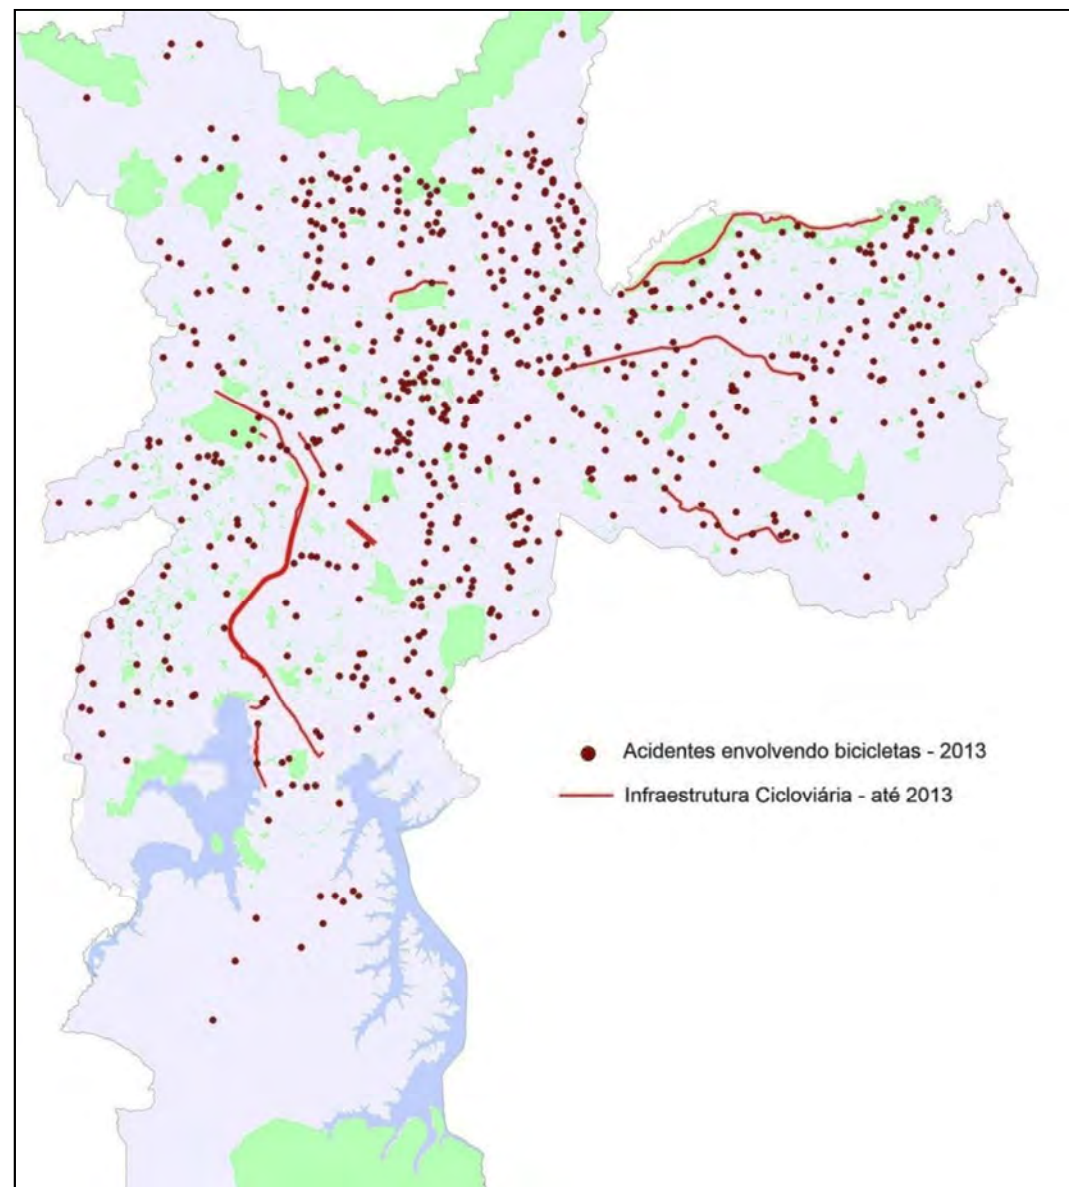 Acidentes envolvendo bicicletas - 2013
Infraestrutura Cicloviária - até 2013